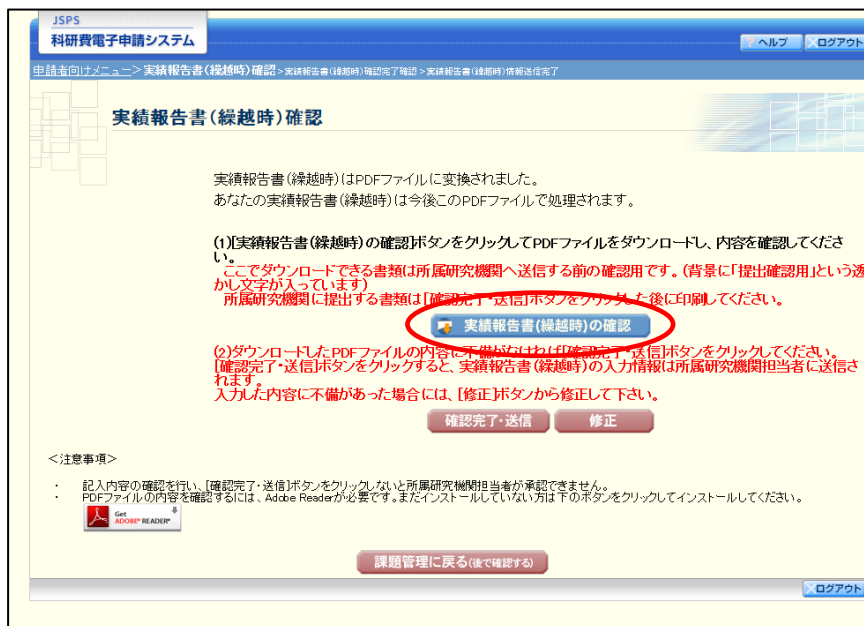 JSPS
科研費電子申請システム
ヘルプ
ログアウト
申請者向けメニュー>実績報告書(繰越時)確認>実績報告書(繰越時)確認完了確認>実績報告書(繰越時)情報送信完了
実績報告書(繰越時)確認
実績報告書(繰越時)はPDFファイルに変換されました。
あなたの実績報告書(繰越時)は今後このPDFファイルで処理されます。
(1)[実績報告書(繰越時)の確認]ボタンをクリックしてPDFファイルをダウンロードし、内容を確認してくださ
い。
ここでダウンロードできる書類は所属研究機関へ送信する前の確認用です。(背景に「提出確認用」という透
かし文字が入っています)
所属研究機関に提出する書類は[確認完了・送信]ボタンをクリックした後に印刷してください。
実績報告書(繰越時)の確認
(2)ダウンロードしたPDFファイルの内容に不備がなければ[確認完了・送信]ボタンをクリックしてください。
[確認完了・送信]ボタンをクリックすると、実績報告書(繰越時)の入力情報は所属研究機関担当者に送信さ
れます。
入力した内容に不備があった場合には、[修正]ボタンから修正して下さい。
確認完了・送信
修正
<注意事項>
・ 記入内容の確認を行い、[確認完了・送信]ボタンをクリックしないと所属研究機関担当者が承認できません。
・ PDFファイルの内容を確認するには、Adobe Readerが必要です。まだインストールしていない方は下のボタンをクリックしてインストールしてください。
Get
ADOBE® READER®
課題管理に戻る(後で確認する)
ログアウト